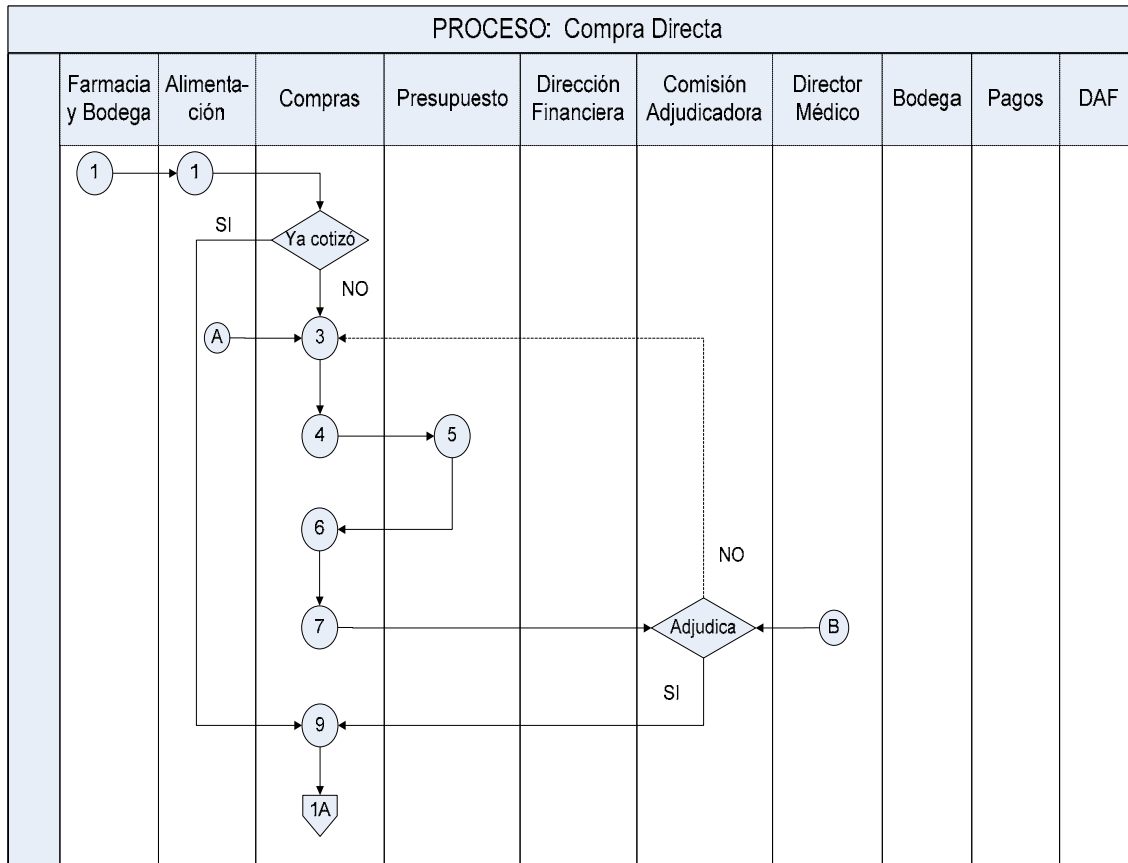 PROCESO:  Compra Directa
Farmacia
y Bodega
Alimenta-
ción
Compras
Presupuesto
Dirección
Financiera
Comisión
Adjudicadora
Director
Médico
Bodega
Pagos
DAF
1
1
SI
Ya cotizó
NO
A
3
4
5
6
NO
7
Adjudica
B
SI
9
1A